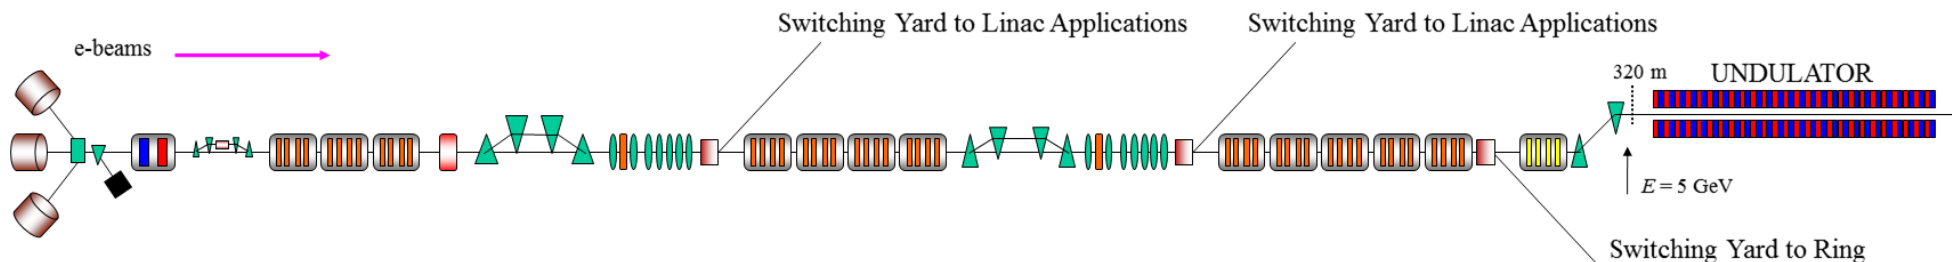 Switching Yard to Linac Applications
Switching Yard to Linac Applications
e-beams
320 m
UNDULATOR
E = 5 GeV
Switching Yard to Ring